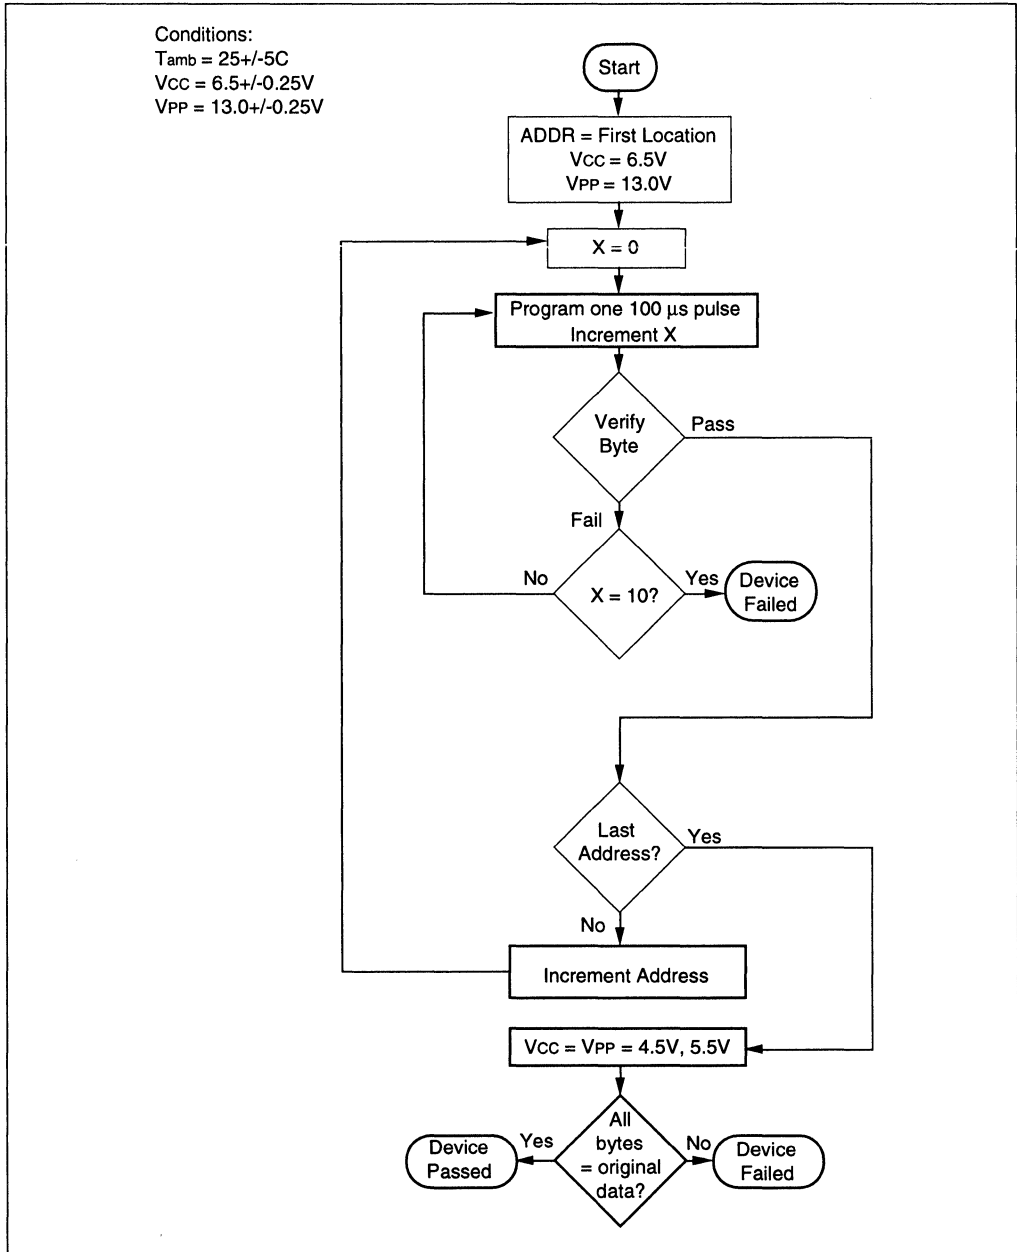 Conditions:
Tamb = 25+/-5C
VCC = 6.5+/-0.25V
VPP = 13.0+/-0.25V
Start
ADDR = First Location
VCC = 6.5V
VPP = 13.0V
X = 0
Program one 100 µs pulse
Increment X
Verify
Byte
Pass
Fail
X = 10?
No
Yes
Device
Failed
Last
Address?
Yes
No
Increment Address
VCC = VPP = 4.5V, 5.5V
All
bytes
= original
data?
Yes
Device
Passed
No
Device
Failed